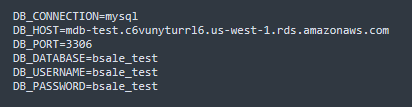 DB_CONNECTION=mysql
DB_HOST=mdb-test.c6vunyturrl6.us-west-1.rds.amazonaws.com
DB_PORT=3306
DB_DATABASE=bsale_test
DB_USERNAME=bsale_test
DB_PASSWORD=bsale_test